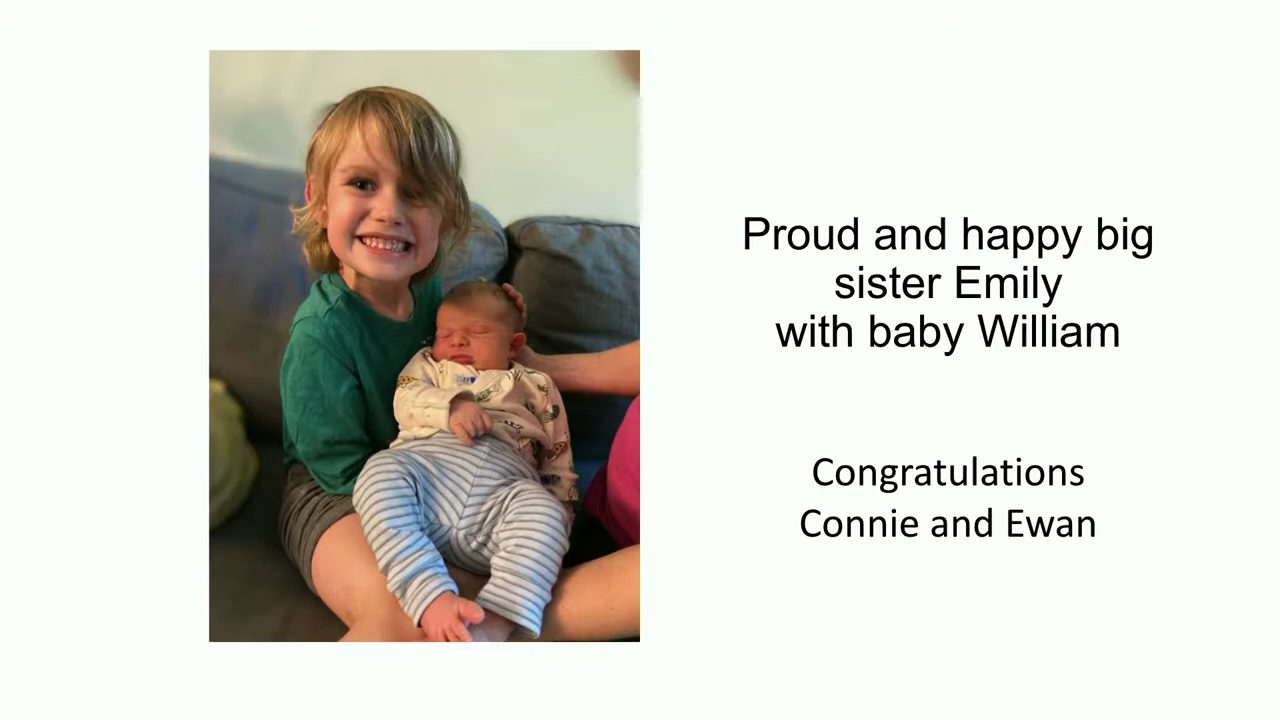 Proud and happy big
sister Emily
with baby William
Congratulations
Connie and Ewan